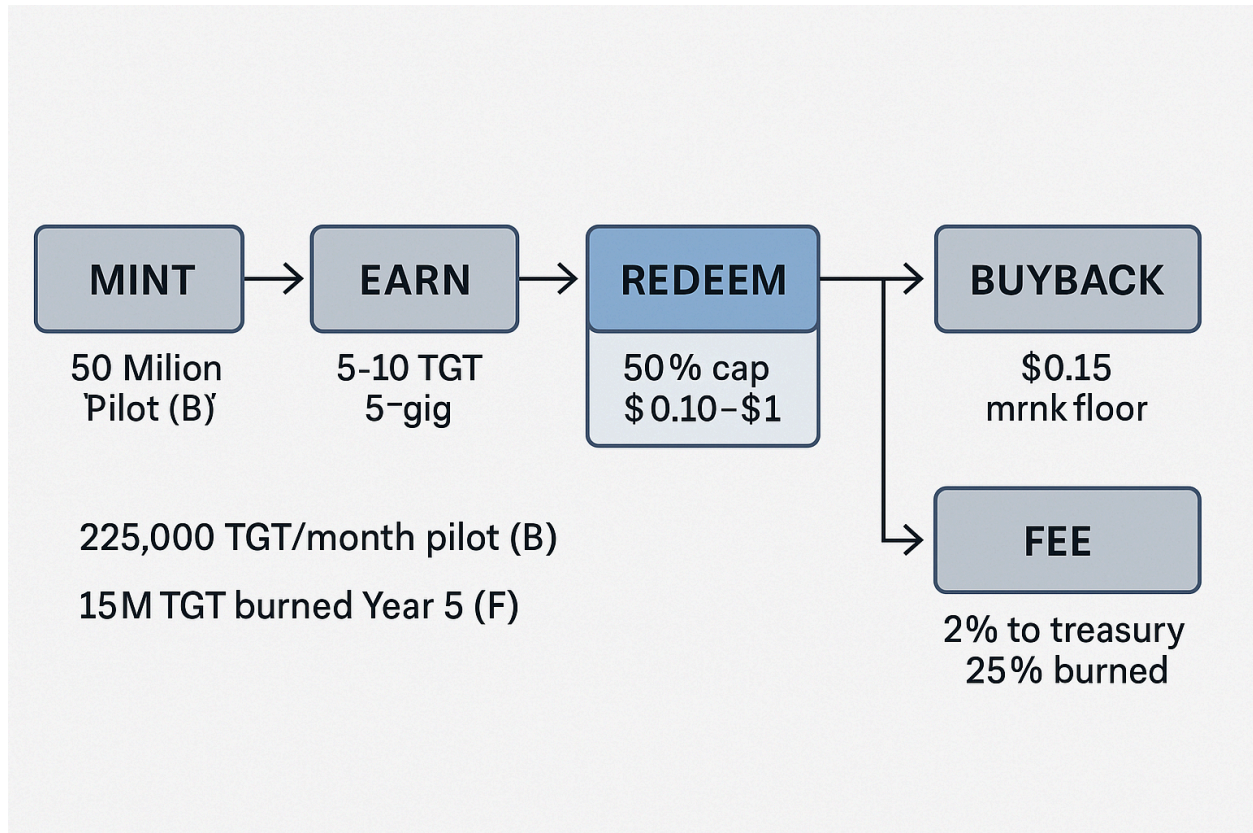 MINT
50 Milion
'Pilot (B)'
EARN
5-10 TGT
5-gig
REDEEM
50% cap
$0.10–$1
BUYBACK
$0.15
mrnk floor
FEE
2% to treasury
25% burned
225,000 TGT/month pilot (B)
15M TGT burned Year 5 (F)